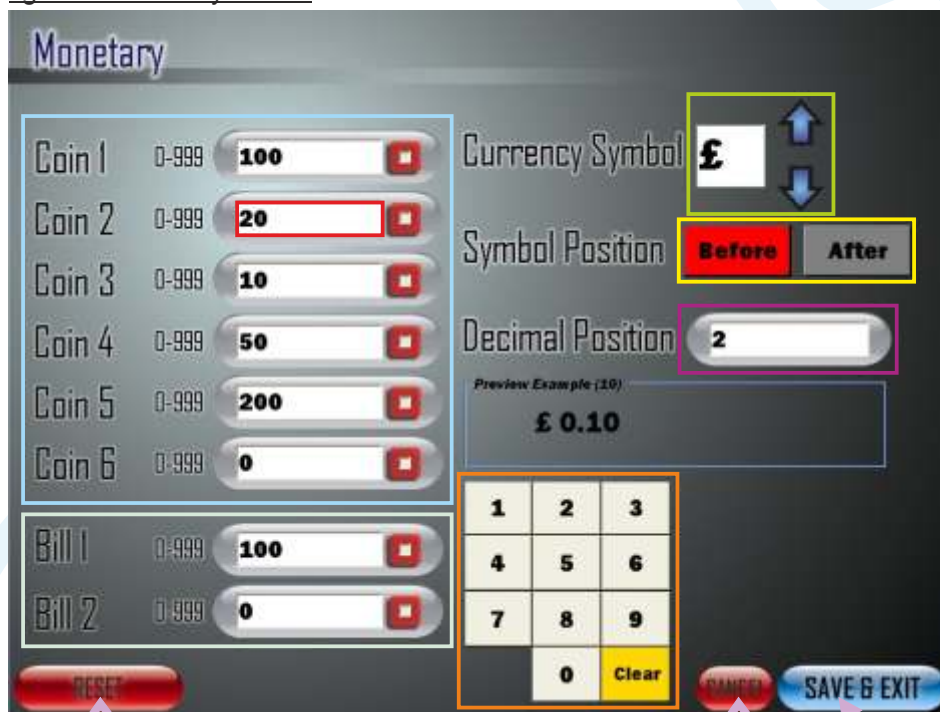 Monetary
Coin 1 0-999 100
Coin 2 0-999 20
Coin 3 0-999 10
Coin 4 0-999 50
Coin 5 0-999 200
Coin 6 0-999 0
Bill 1 0-999 100
Bill 2 0-999 0
Currency Symbol £
Symbol Position Before After
Decimal Position 2
Preview Example (10)
£ 0.10
1 2 3
4 5 6
7 8 9
0 Clear
RESET CANCEL SAVE & EXIT